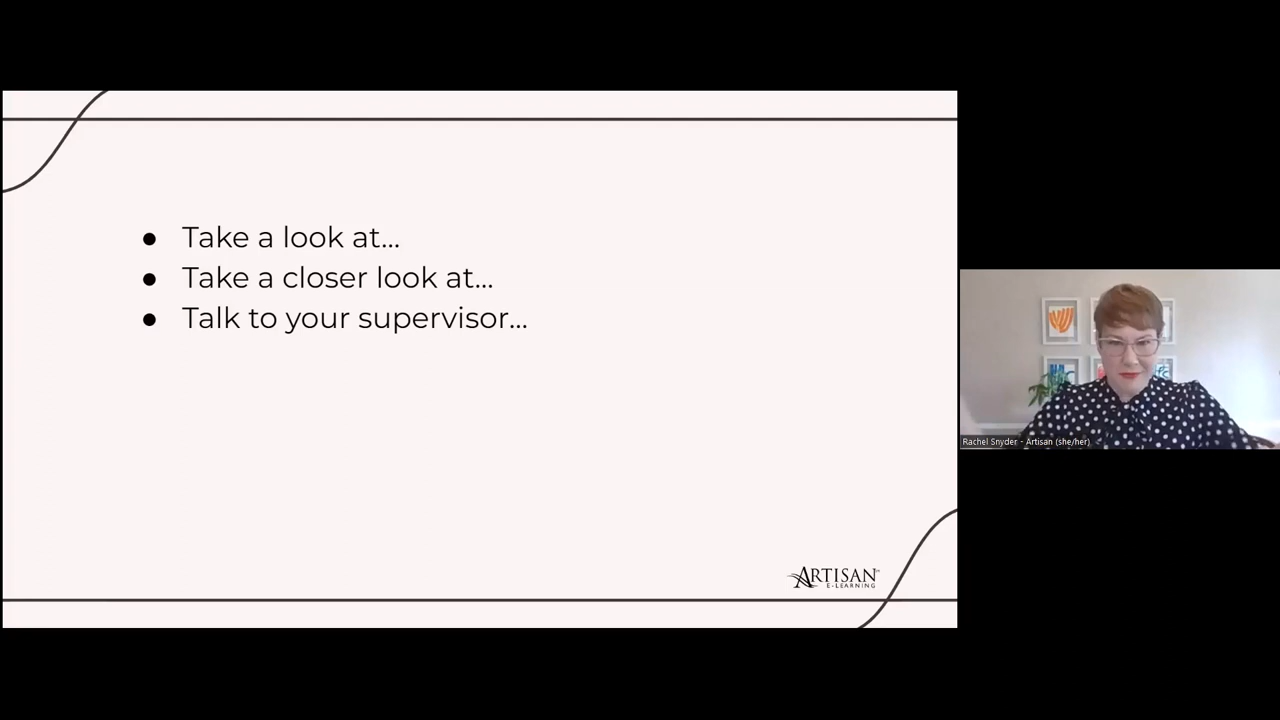 ● Take a look at...
● Take a closer look at...
● Talk to your supervisor...
ARTISAN
E-LEARNING
Rachel Snyder - Artisan (she/her)